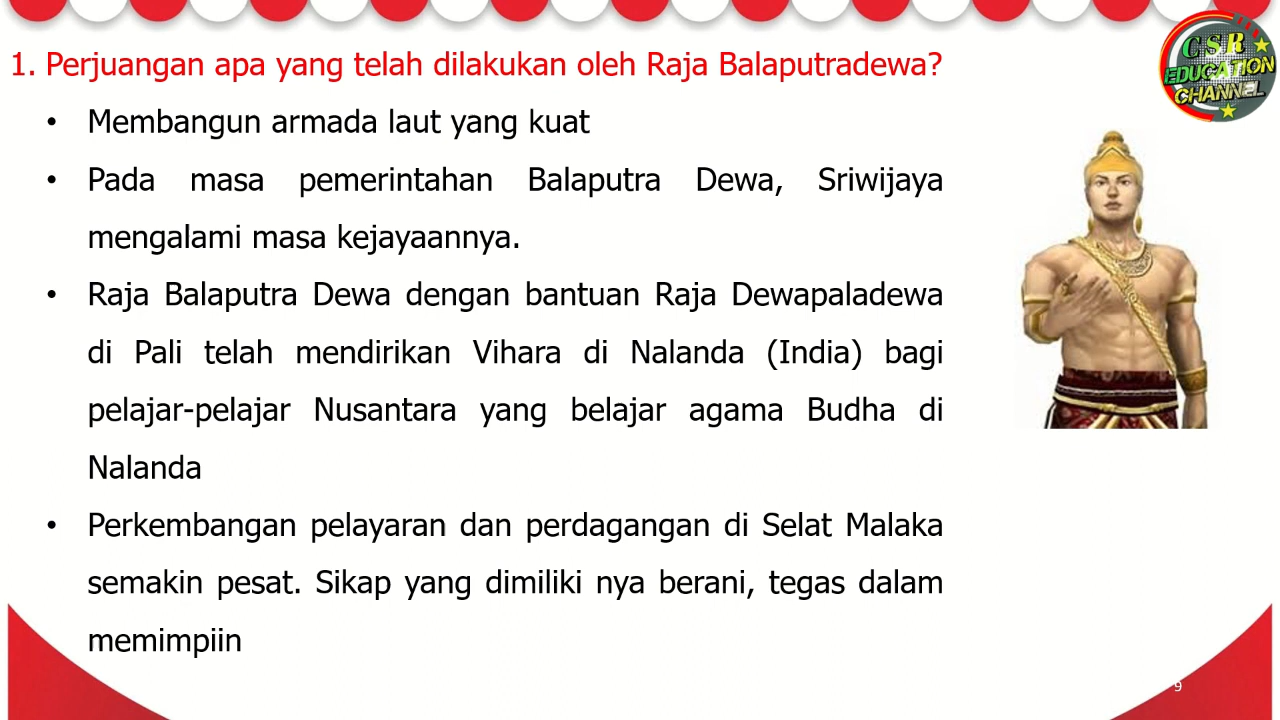 1. Perjuangan apa yang telah dilakukan oleh Raja Balaputradewa?
• Membangun armada laut yang kuat
• Pada masa pemerintahan Balaputra Dewa, Sriwijaya
mengalami masa kejayaannya.
• Raja Balaputra Dewa dengan bantuan Raja Dewapaladewa
di Pali telah mendirikan Vihara di Nalanda (India) bagi
pelajar-pelajar Nusantara yang belajar agama Budha di
Nalanda
• Perkembangan pelayaran dan perdagangan di Selat Malaka
semakin pesat. Sikap yang dimiliki nya berani, tegas dalam
memimpiin
CSR
EDUCATION
CHANNEL
9